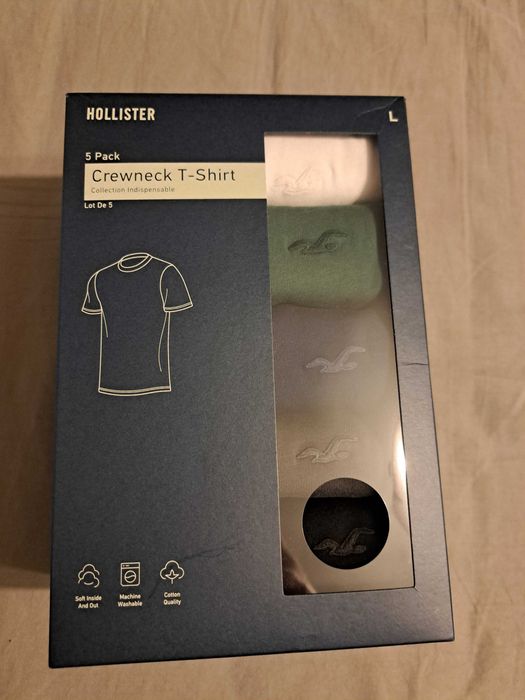 HOLLISTER
L
5 Pack
Crewneck T-Shirt
Collection Indispensable
Lot De 5
Soft Inside
And Out
Machine
Washable
Cotton
Quality